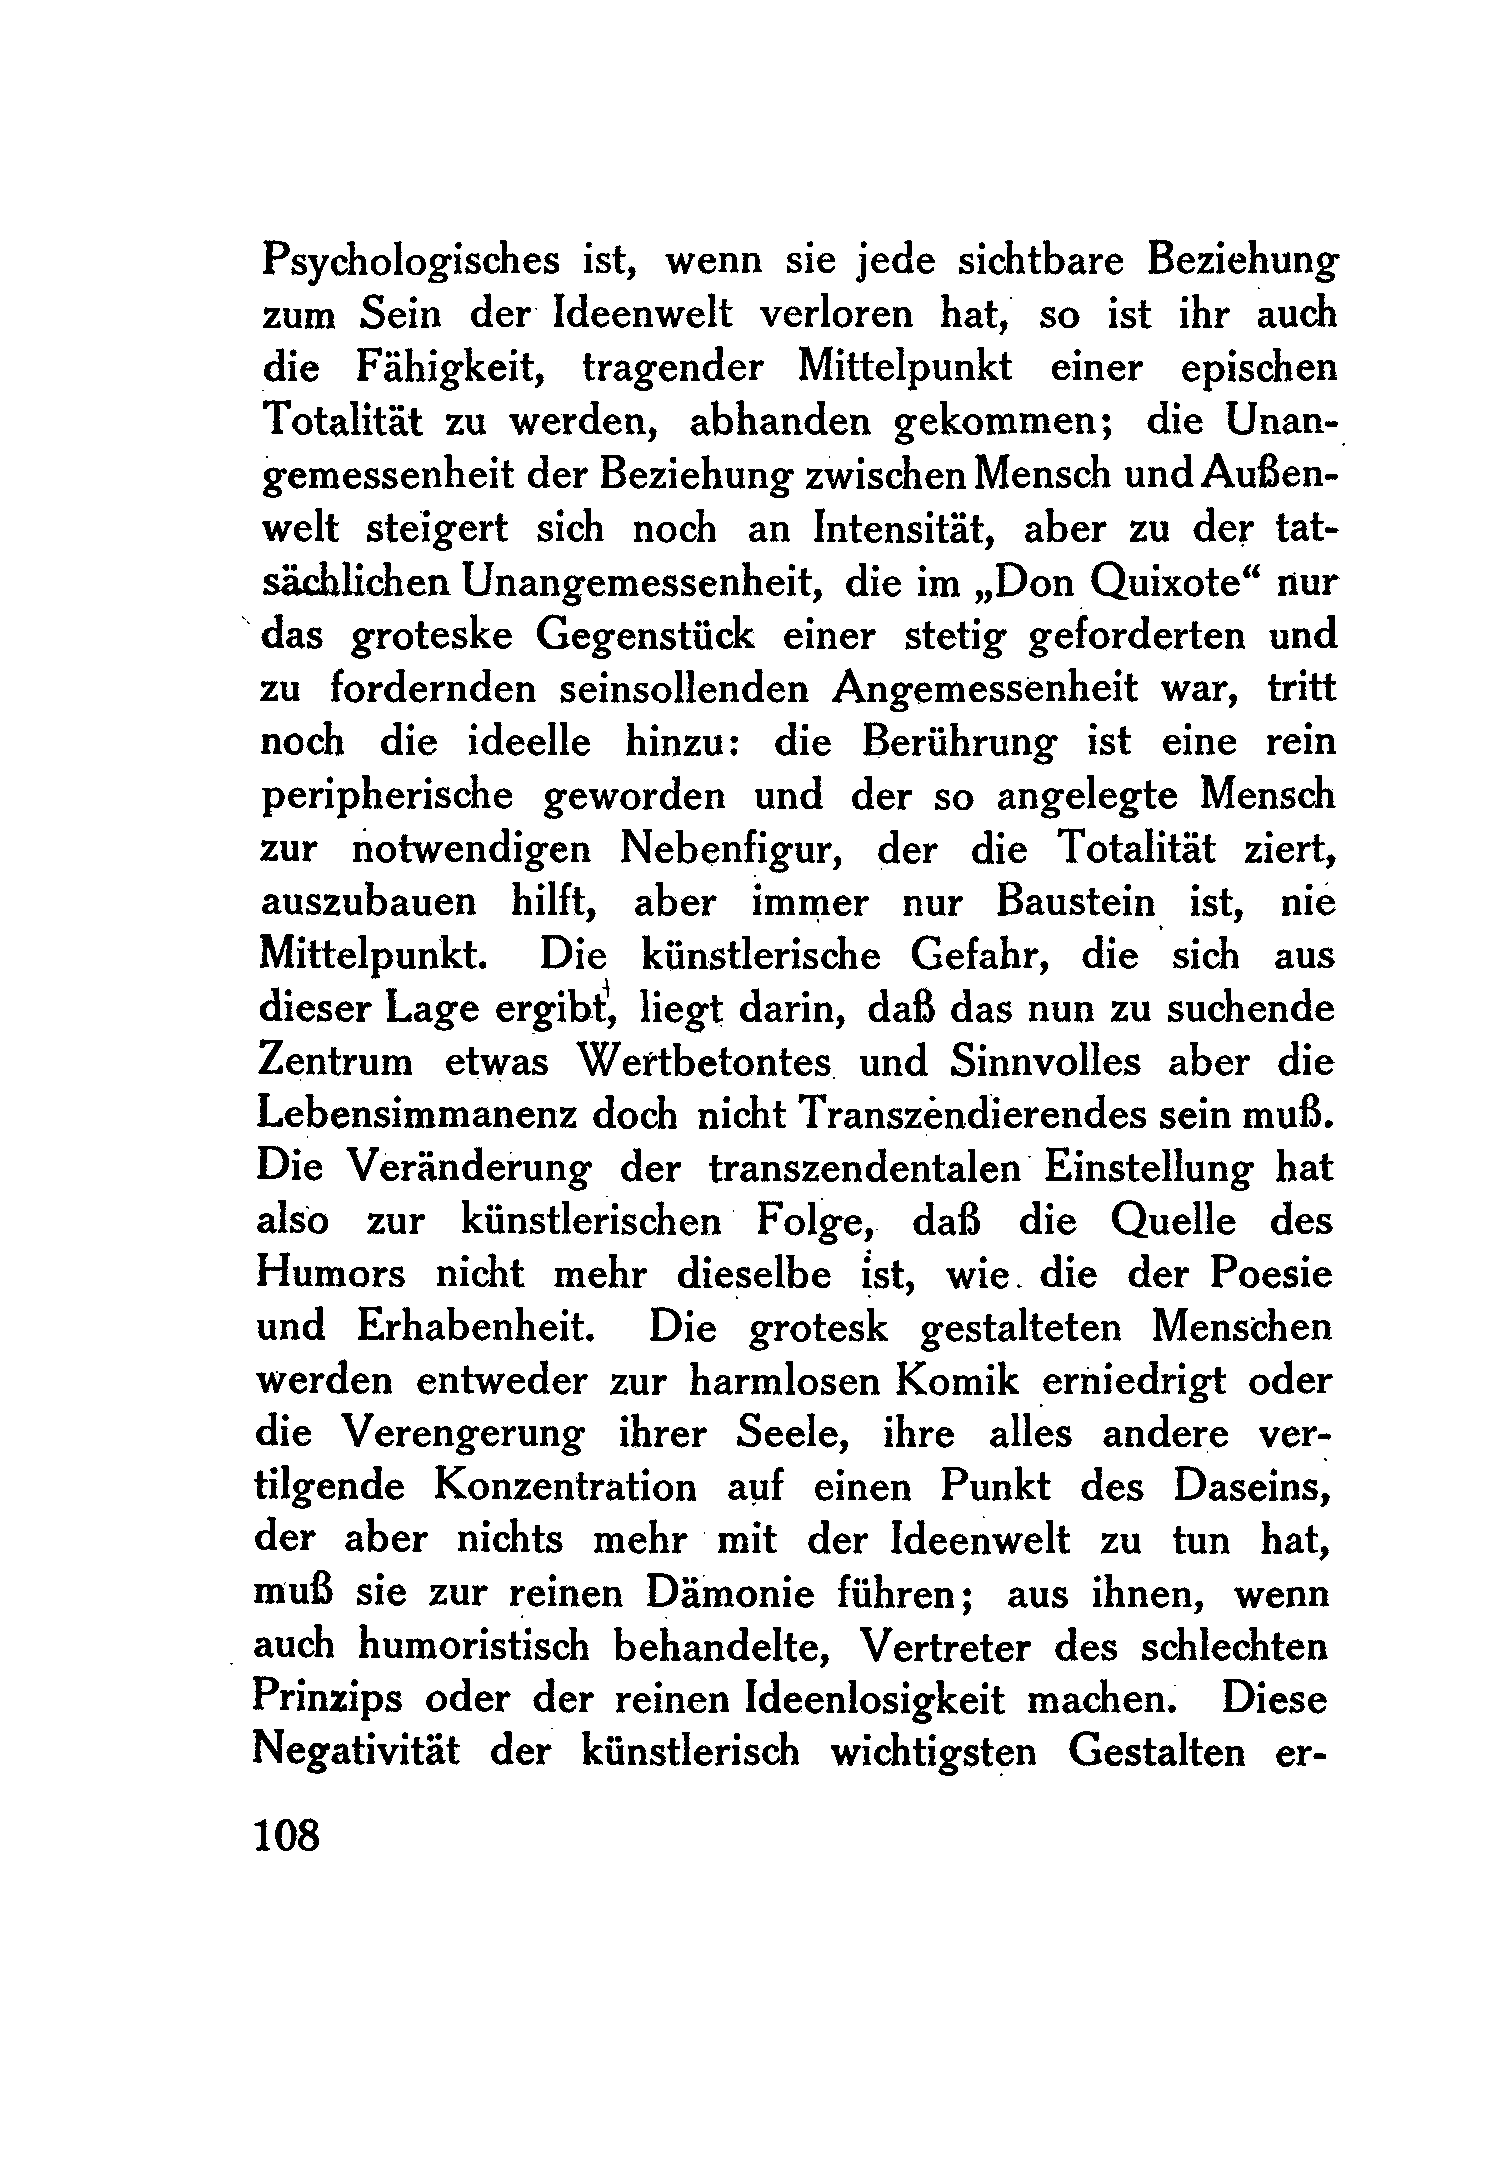 Psychologisches ist, wenn sie jede sichtbare Beziehung
zum Sein der Ideenwelt verloren hat, so ist ihr auch
die Fähigkeit, tragender Mittelpunkt einer epischen
Totalität zu werden, abhanden gekommen; die Unan-
gemessenheit der Beziehung zwischen Mensch und Außen-
welt steigert sich noch an Intensität, aber zu der tat-
sächlichen Unangemessenheit, die im „Don Quixote“ nur
das groteske Gegenstück einer stetig geforderten und
zu fordernden seinsollenden Angemessenheit war, tritt
noch die ideelle hinzu: die Berührung ist eine rein
peripherische geworden und der so angelegte Mensch
zur notwendigen Nebenfigur, der die Totalität ziert,
auszubauen hilft, aber immer nur Baustein ist, nie
Mittelpunkt. Die künstlerische Gefahr, die sich aus
dieser Lage ergibt, liegt darin, daß das nun zu suchende
Zentrum etwas Wertbetontes und Sinnvolles aber die
Lebensimmanenz doch nicht Transzendierendes sein muß.
Die Veränderung der transzendentalen Einstellung hat
also zur künstlerischen Folge, daß die Quelle des
Humors nicht mehr dieselbe ist, wie die der Poesie
und Erhabenheit. Die grotesk gestalteten Menschen
werden entweder zur harmlosen Komik erniedrigt oder
die Verengerung ihrer Seele, ihre alles andere ver-
tilgende Konzentration auf einen Punkt des Daseins,
der aber nichts mehr mit der Ideenwelt zu tun hat,
muß sie zur reinen Dämonie führen; aus ihnen, wenn
auch humoristisch behandelte, Vertreter des schlechten
Prinzips oder der reinen Ideenlosigkeit machen. Diese
Negativität der künstlerisch wichtigsten Gestalten er-
108